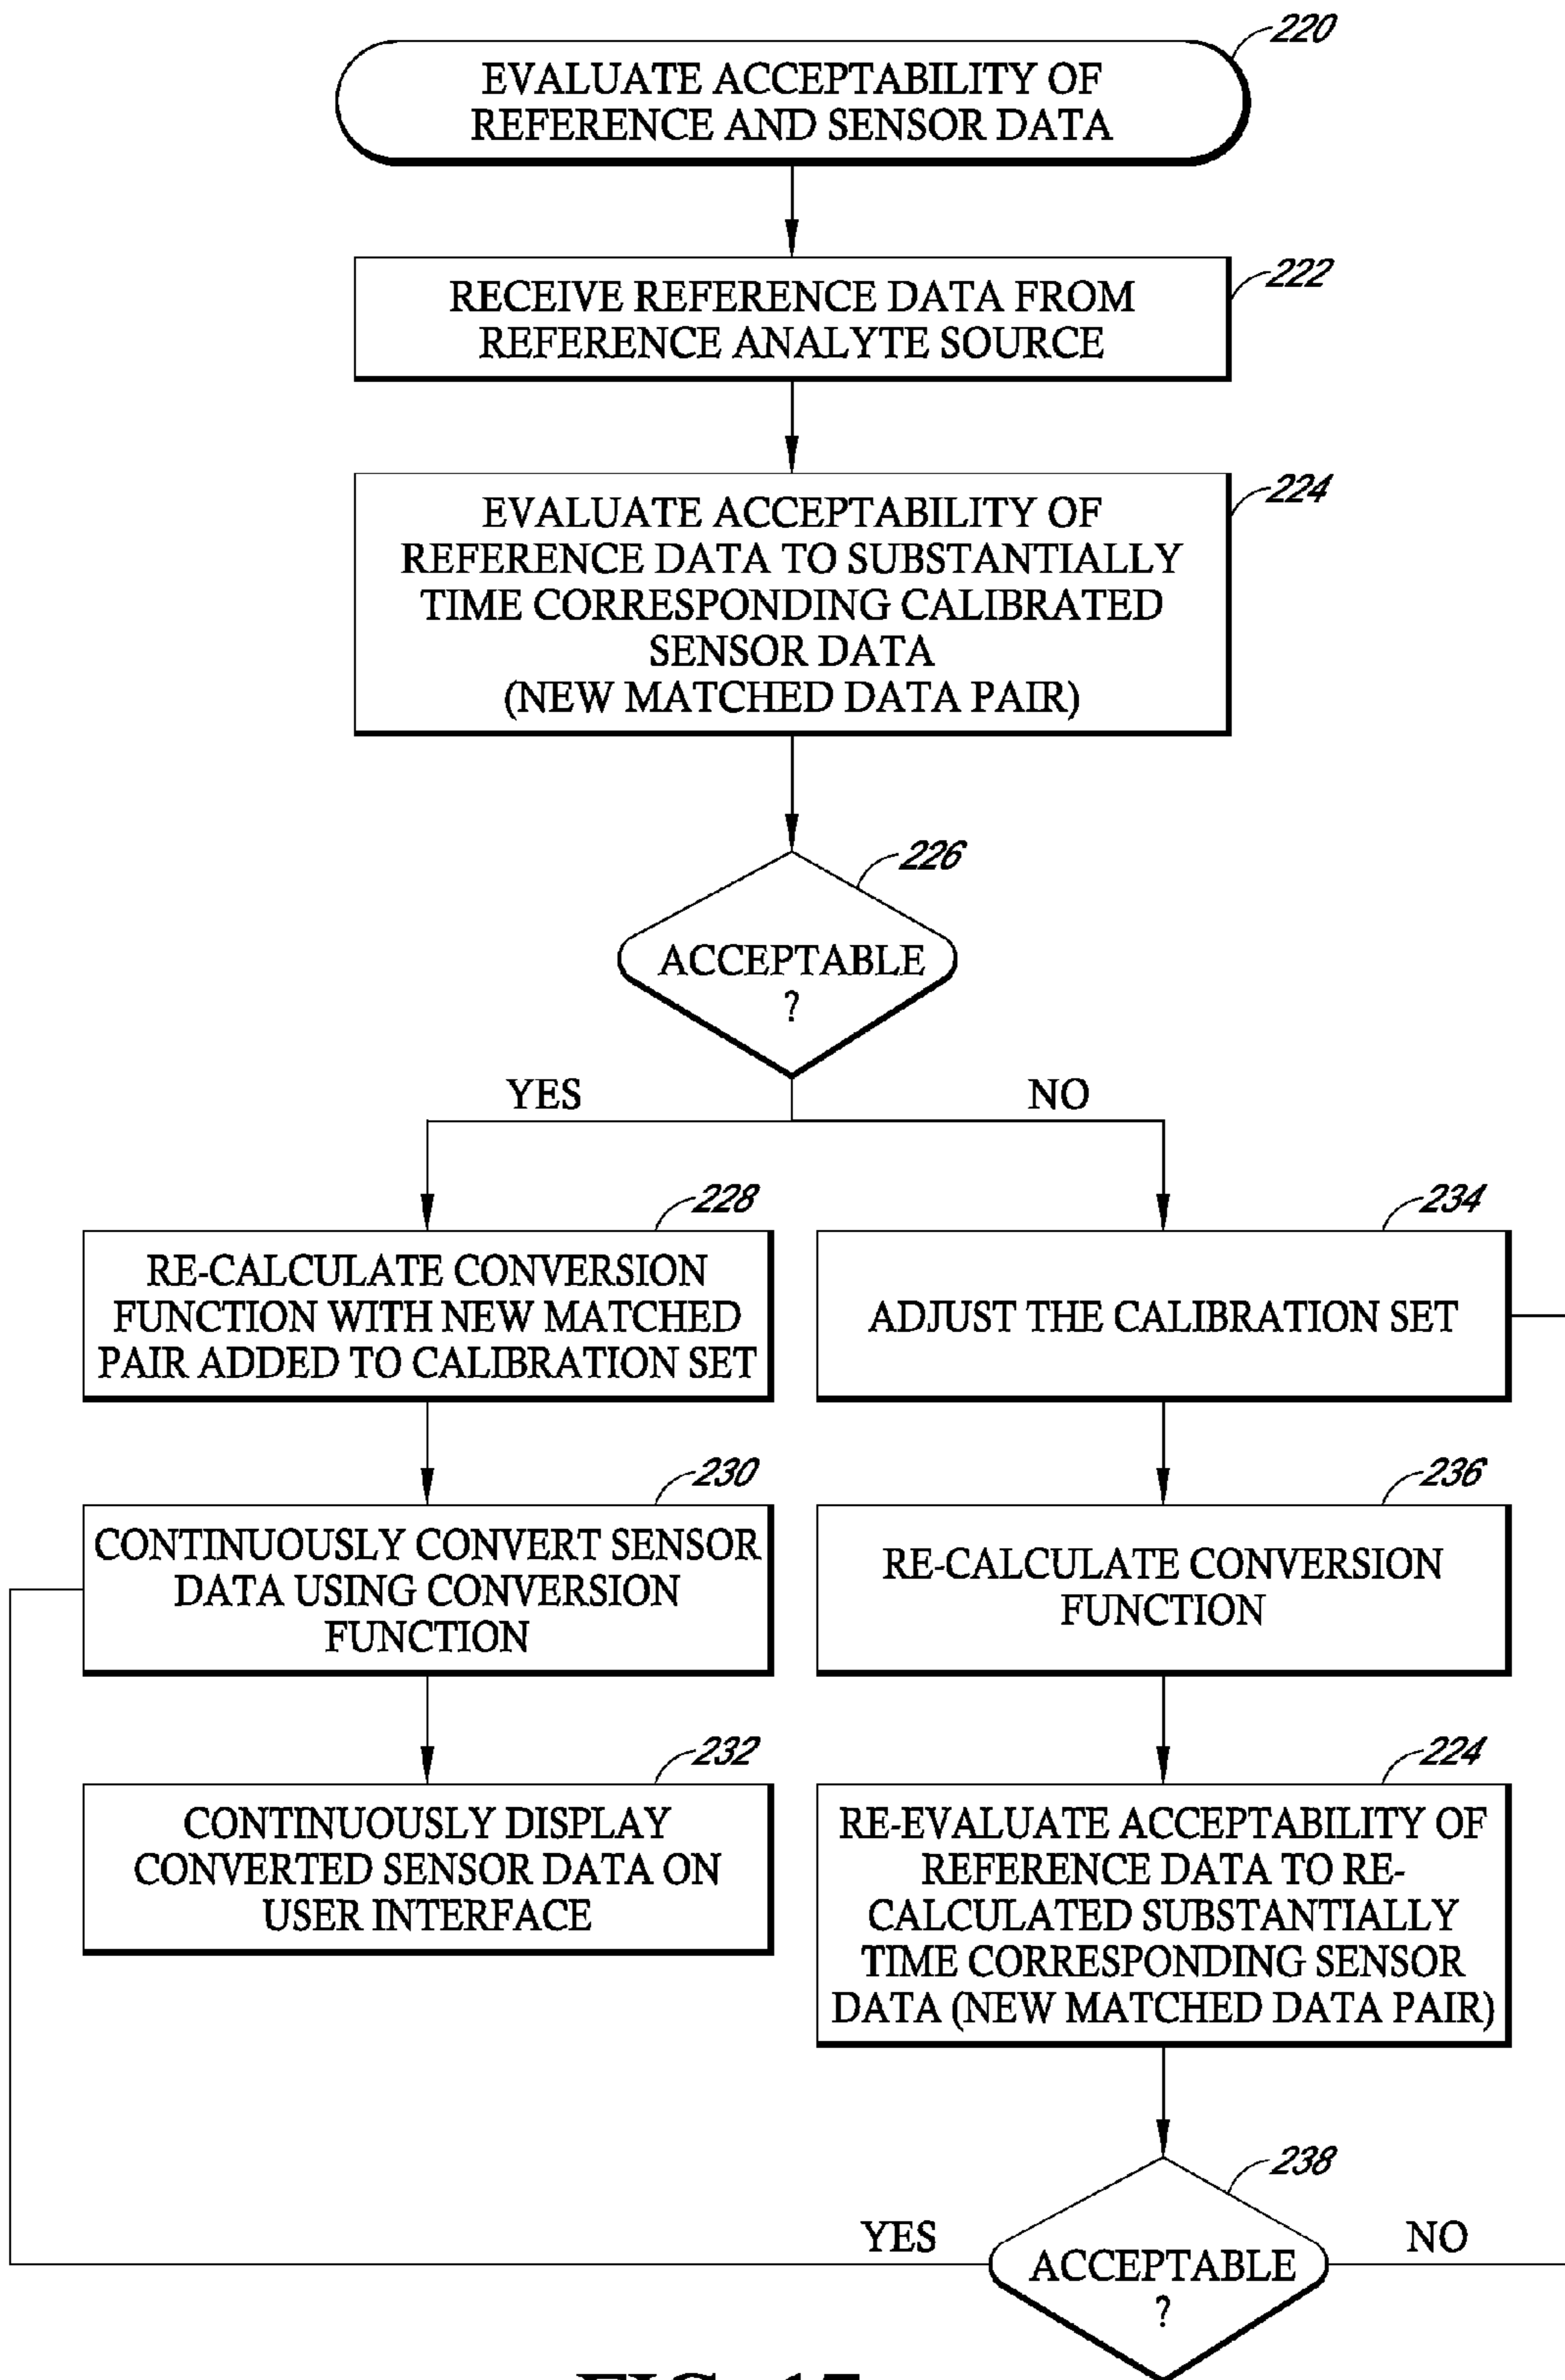 220
EVALUATE ACCEPTABILITY OF
REFERENCE AND SENSOR DATA
222
RECEIVE REFERENCE DATA FROM
REFERENCE ANALYTE SOURCE
224
EVALUATE ACCEPTABILITY OF
REFERENCE DATA TO SUBSTANTIALLY
TIME CORRESPONDING CALIBRATED
SENSOR DATA
(NEW MATCHED DATA PAIR)
226
ACCEPTABLE
?
YES
NO
228
RE-CALCULATE CONVERSION
FUNCTION WITH NEW MATCHED
PAIR ADDED TO CALIBRATION SET
234
ADJUST THE CALIBRATION SET
230
CONTINUOUSLY CONVERT SENSOR
DATA USING CONVERSION
FUNCTION
236
RE-CALCULATE CONVERSION
FUNCTION
232
CONTINUOUSLY DISPLAY
CONVERTED SENSOR DATA ON
USER INTERFACE
224
RE-EVALUATE ACCEPTABILITY OF
REFERENCE DATA TO RE-
CALCULATED SUBSTANTIALLY
TIME CORRESPONDING SENSOR
DATA (NEW MATCHED DATA PAIR)
238
YES
ACCEPTABLE
?
NO